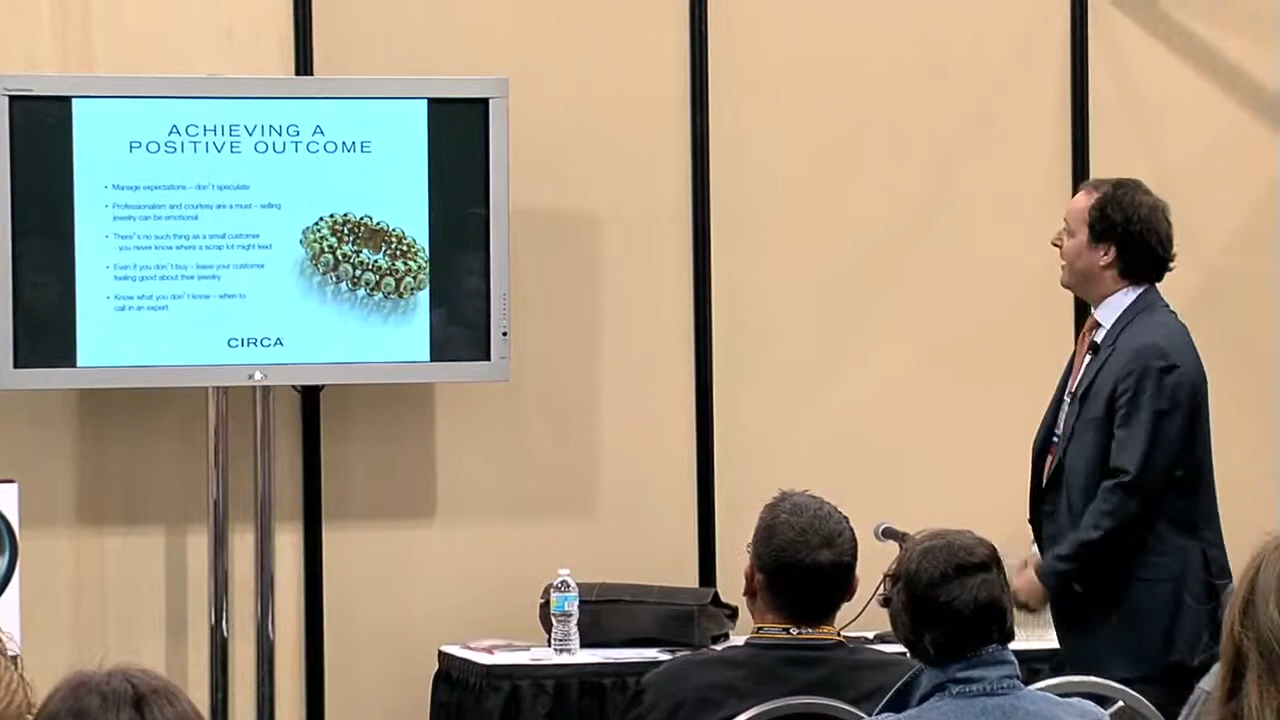 ACHIEVING A
POSITIVE OUTCOME
• Manage expectations – don't speculate
• Professionalism and courtesy are a must – selling
jewelry can be emotional
• There's no such thing as a small customer
- you never know where a scrap lot might lead
• Even if you don't buy – leave your customer
feeling good about their jewelry
• Know what you don't know – when to
call in an expert
CIRCA